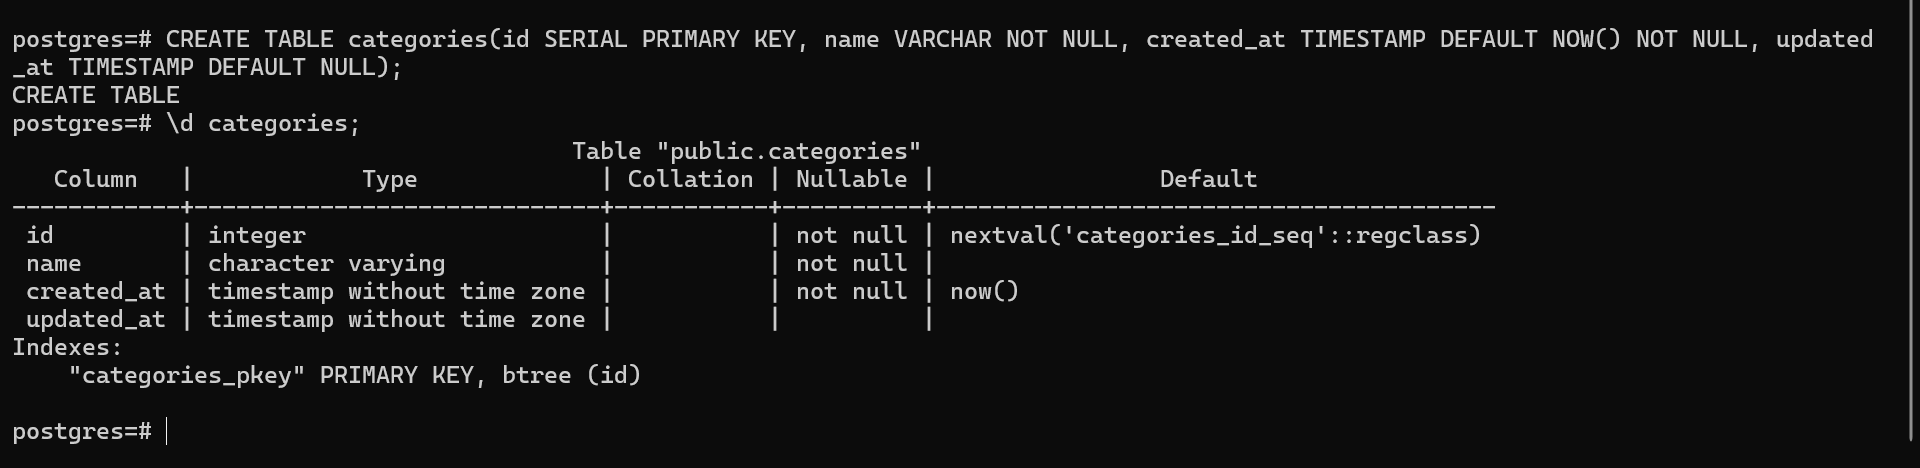 postgres=# CREATE TABLE categories(id SERIAL PRIMARY KEY, name VARCHAR NOT NULL, created_at TIMESTAMP DEFAULT NOW() NOT NULL, updated
_at TIMESTAMP DEFAULT NULL);
CREATE TABLE
postgres=# \d categories;
                                        Table "public.categories"
   Column   |            Type             | Collation | Nullable |                Default
------------+-----------------------------+-----------+----------+----------------------------------------
 id         | integer                     |           | not null | nextval('categories_id_seq'::regclass)
 name       | character varying           |           | not null |
 created_at | timestamp without time zone |           | not null | now()
 updated_at | timestamp without time zone |           |          |
Indexes:
    "categories_pkey" PRIMARY KEY, btree (id)

postgres=#